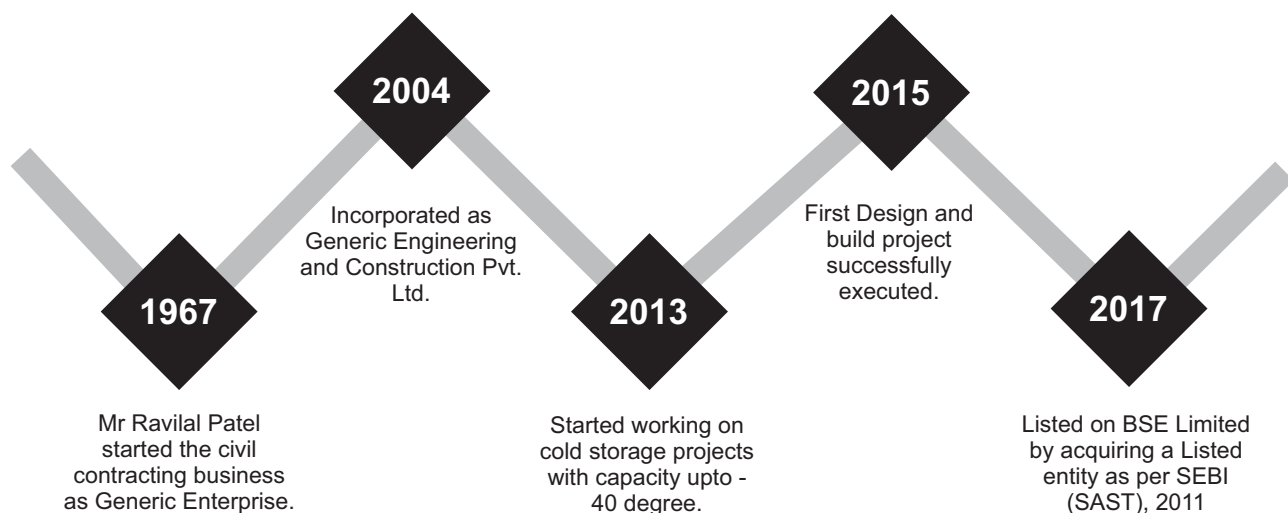 1967
Mr Ravilal Patel
started the civil
contracting business
as Generic Enterprise.
2004
Incorporated as
Generic Engineering
and Construction Pvt.
Ltd.
2013
Started working on
cold storage projects
with capacity upto -
40 degree.
2015
First Design and
build project
successfully
executed.
2017
Listed on BSE Limited
by acquiring a Listed
entity as per SEBI
(SAST), 2011